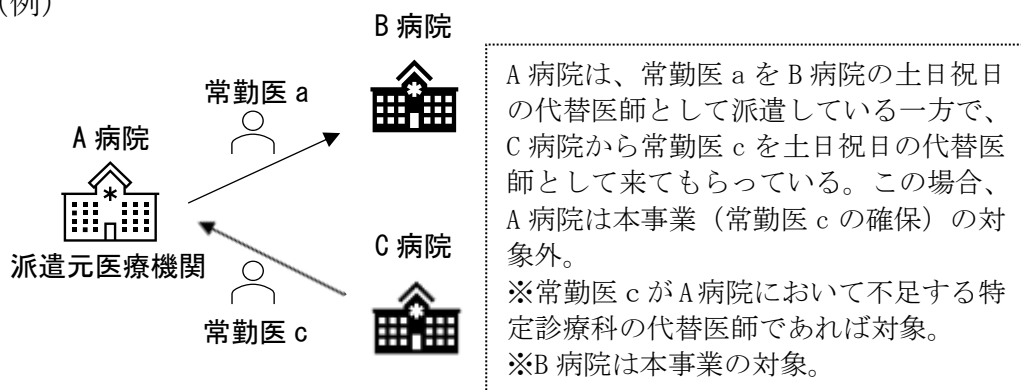 (例)
B 病院
常勤医 a
A 病院
派遣元医療機関
C 病院
常勤医 c
A 病院は、常勤医 a を B 病院の土日祝日
の代替医師として派遣している一方で、
C 病院から常勤医 c を土日祝日の代替医
師として来てもらっている。この場合、
A 病院は本事業（常勤医 c の確保）の対
象外。
※常勤医 c が A 病院において不足する特
定診療科の代替医師であれば対象。
※B 病院は本事業の対象。